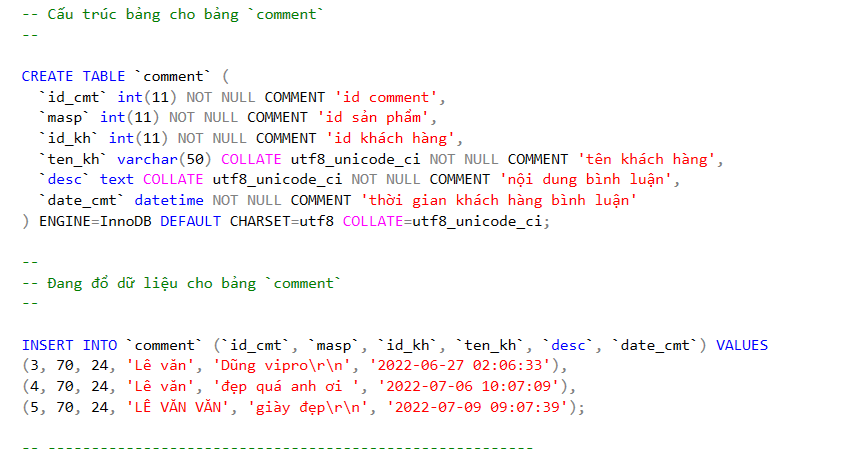 -- Cấu trúc bảng cho bảng `comment`
--
CREATE TABLE `comment` (
  `id_cmt` int(11) NOT NULL COMMENT 'id comment',
  `masp` int(11) NOT NULL COMMENT 'id sản phẩm',
  `id_kh` int(11) NOT NULL COMMENT 'id khách hàng',
  `ten_kh` varchar(50) COLLATE utf8_unicode_ci NOT NULL COMMENT 'tên khách hàng',
  `desc` text COLLATE utf8_unicode_ci NOT NULL COMMENT 'nội dung bình luận',
  `date_cmt` datetime NOT NULL COMMENT 'thời gian khách hàng bình luận'
) ENGINE=InnoDB DEFAULT CHARSET=utf8 COLLATE=utf8_unicode_ci;
--
-- Đang đổ dữ liệu cho bảng `comment`
--
INSERT INTO `comment` (`id_cmt`, `masp`, `id_kh`, `ten_kh`, `desc`, `date_cmt`) VALUES
(3, 70, 24, 'Lê văn', 'Dũng vipro\r\n', '2022-06-27 02:06:33'),
(4, 70, 24, 'Lê văn', 'đẹp quá anh ơi ', '2022-07-06 10:07:09'),
(5, 70, 24, 'LÊ VĂN VĂN', 'giày đẹp\r\n', '2022-07-09 09:07:39');
-- --------------------------------------------------------